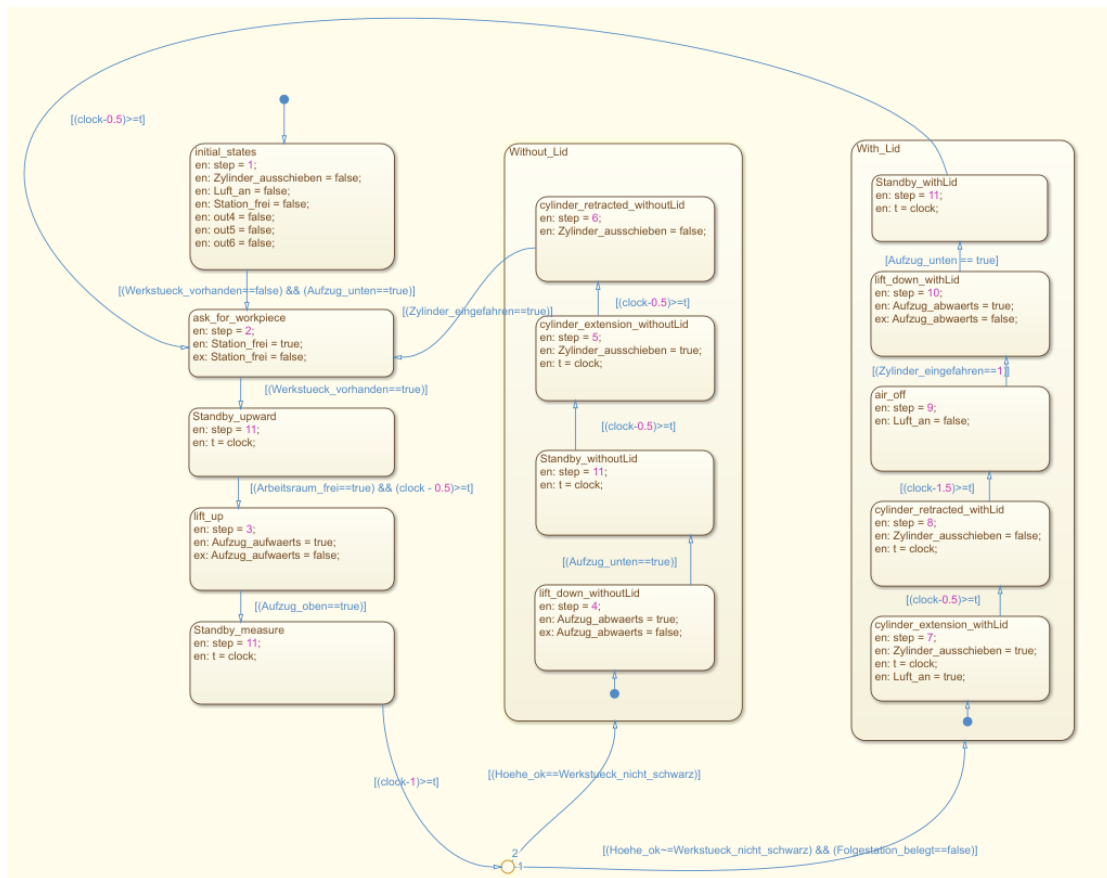 [(clock-0.5)>=t]
initial_states
en: step = 1;
en: Zylinder_ausschieben = false;
en: Luft_an = false;
en: Station_frei = false;
en: out4 = false;
en: out5 = false;
en: out6 = false;
[(Werkstueck_vorhanden==false) && (Aufzug_unten==true)]
ask_for_workpiece
en: step = 2;
en: Station_frei = true;
ex: Station_frei = false;
[(Werkstueck_vorhanden==true)]
Standby_upward
en: step = 11;
en: t = clock;
[(Arbeitsraum_frei==true) && (clock - 0.5)>=t]
lift_up
en: step = 3;
en: Aufzug_aufwaerts = true;
ex: Aufzug_aufwaerts = false;
[(Aufzug_oben==true)]
Standby_measure
en: step = 11;
en: t = clock;
[(clock-1)>=t]
Without_Lid
cylinder_retracted_withoutLid
en: step = 6;
en: Zylinder_ausschieben = false;
[(Zylinder_eingefahren==true)]
[(clock-0.5)>=t]
cylinder_extension_withoutLid
en: step = 5;
en: Zylinder_ausschieben = true;
en: t = clock;
[(clock-0.5)>=t]
Standby_withoutLid
en: step = 11;
en: t = clock;
[(Aufzug_unten==true)]
lift_down_withoutLid
en: step = 4;
en: Aufzug_abwaerts = true;
ex: Aufzug_abwaerts = false;
[(Hoehe_ok==Werkstueck_nicht_schwarz)]
2
1
With_Lid
Standby_withLid
en: step = 11;
en: t = clock;
[Aufzug_unten == true]
lift_down_withLid
en: step = 10;
en: Aufzug_abwaerts = true;
ex: Aufzug_abwaerts = false;
[(Zylinder_eingefahren==1)]
air_off
en: step = 9;
en: Luft_an = false;
[(clock-1.5)>=t]
cylinder_retracted_withLid
en: step = 8;
en: Zylinder_ausschieben = false;
en: t = clock;
[(clock-0.5)>=t]
cylinder_extension_withLid
en: step = 7;
en: Zylinder_ausschieben = true;
en: t = clock;
en: Luft_an = true;
[(Hoehe_ok~=Werkstueck_nicht_schwarz) && (Folgestation_belegt==false)]